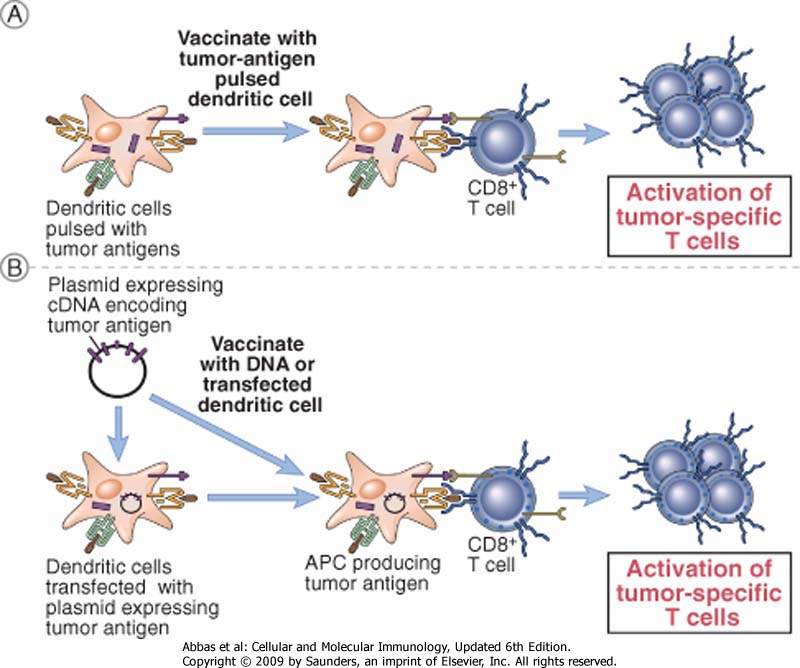 A
Vaccinate with
tumor-antigen
pulsed
dendritic cell
Dendritic cells
pulsed with
tumor antigens
CD8+
T cell
Activation of
tumor-specific
T cells
B
Plasmid expressing
cDNA encoding
tumor antigen
Vaccinate
with DNA or
transfected
dendritic cell
Dendritic cells
transfected with
plasmid expressing
tumor antigen
APC producing
tumor antigen
CD8+
T cell
Activation of
tumor-specific
T cells
Abbas et al: Cellular and Molecular Immunology, Updated 6th Edition.
Copyright © 2009 by Saunders, an imprint of Elsevier, Inc. All rights reserved.